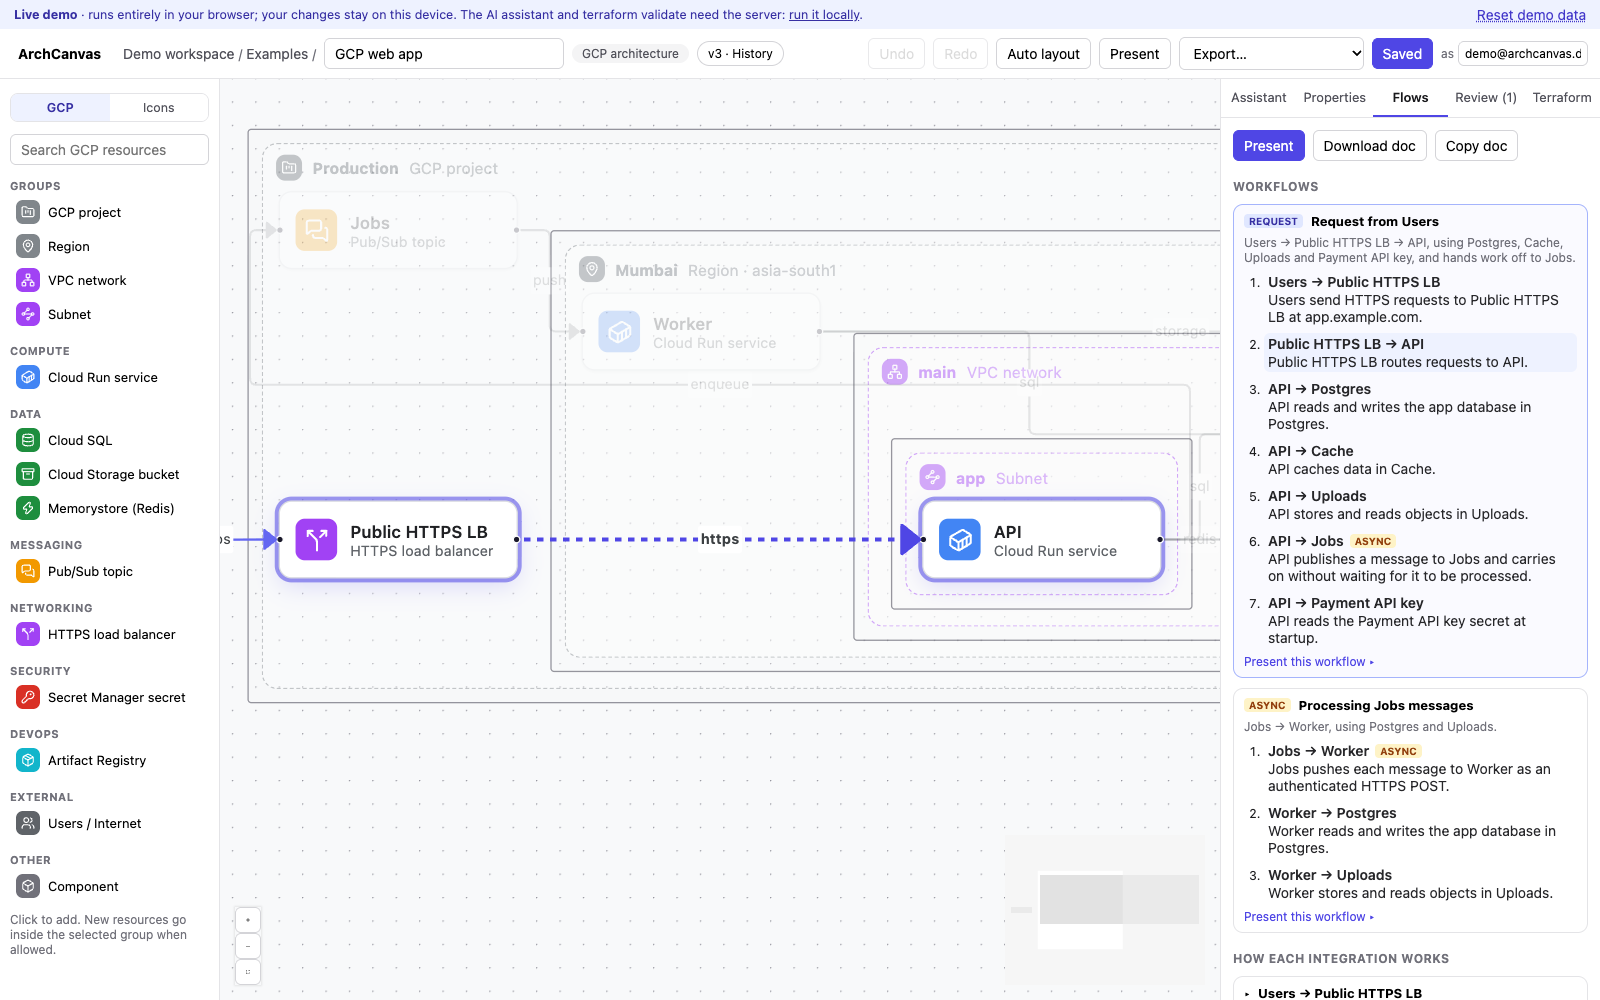 Live demo · runs entirely in your browser; your changes stay on this device. The AI assistant and terraform validate need the server: run it locally.
Reset demo data
ArchCanvas
Demo workspace / Examples /
GCP web app
GCP architecture
v3 · History
Undo
Redo
Auto layout
Present
Export...
Saved
as
demo@archcanvas.d
GCP
Icons
Search GCP resources
GROUPS
GCP project
Region
VPC network
Subnet
COMPUTE
Cloud Run service
DATA
Cloud SQL
Cloud Storage bucket
Memorystore (Redis)
MESSAGING
Pub/Sub topic
NETWORKING
HTTPS load balancer
SECURITY
Secret Manager secret
DEVOPS
Artifact Registry
EXTERNAL
Users / Internet
OTHER
Component
Click to add. New resources go
inside the selected group when
allowed.
Production GCP project
Jobs
Pub/Sub topic
push
Mumbai Region · asia-south1
Worker
Cloud Run service
storage
enqueue
main VPC network
sql
app Subnet
sql
Public HTTPS LB
HTTPS load balancer
https
API
Cloud Run service
redis
Assistant
Properties
Flows
Review (1)
Terraform
Present
Download doc
Copy doc
WORKFLOWS
REQUEST Request from Users
Users → Public HTTPS LB → API, using Postgres, Cache,
Uploads and Payment API key, and hands work off to Jobs.
1. Users → Public HTTPS LB
Users send HTTPS requests to Public HTTPS
LB at app.example.com.
2. Public HTTPS LB → API
Public HTTPS LB routes requests to API.
3. API → Postgres
API reads and writes the app database in
Postgres.
4. API → Cache
API caches data in Cache.
5. API → Uploads
API stores and reads objects in Uploads.
6. API → Jobs ASYNC
API publishes a message to Jobs and carries
on without waiting for it to be processed.
7. API → Payment API key
API reads the Payment API key secret at
startup.
Present this workflow ▸
ASYNC Processing Jobs messages
Jobs → Worker, using Postgres and Uploads.
1. Jobs → Worker ASYNC
Jobs pushes each message to Worker as an
authenticated HTTPS POST.
2. Worker → Postgres
Worker reads and writes the app database in
Postgres.
3. Worker → Uploads
Worker stores and reads objects in Uploads.
Present this workflow ▸
HOW EACH INTEGRATION WORKS
▸ Users → Public HTTPS LB